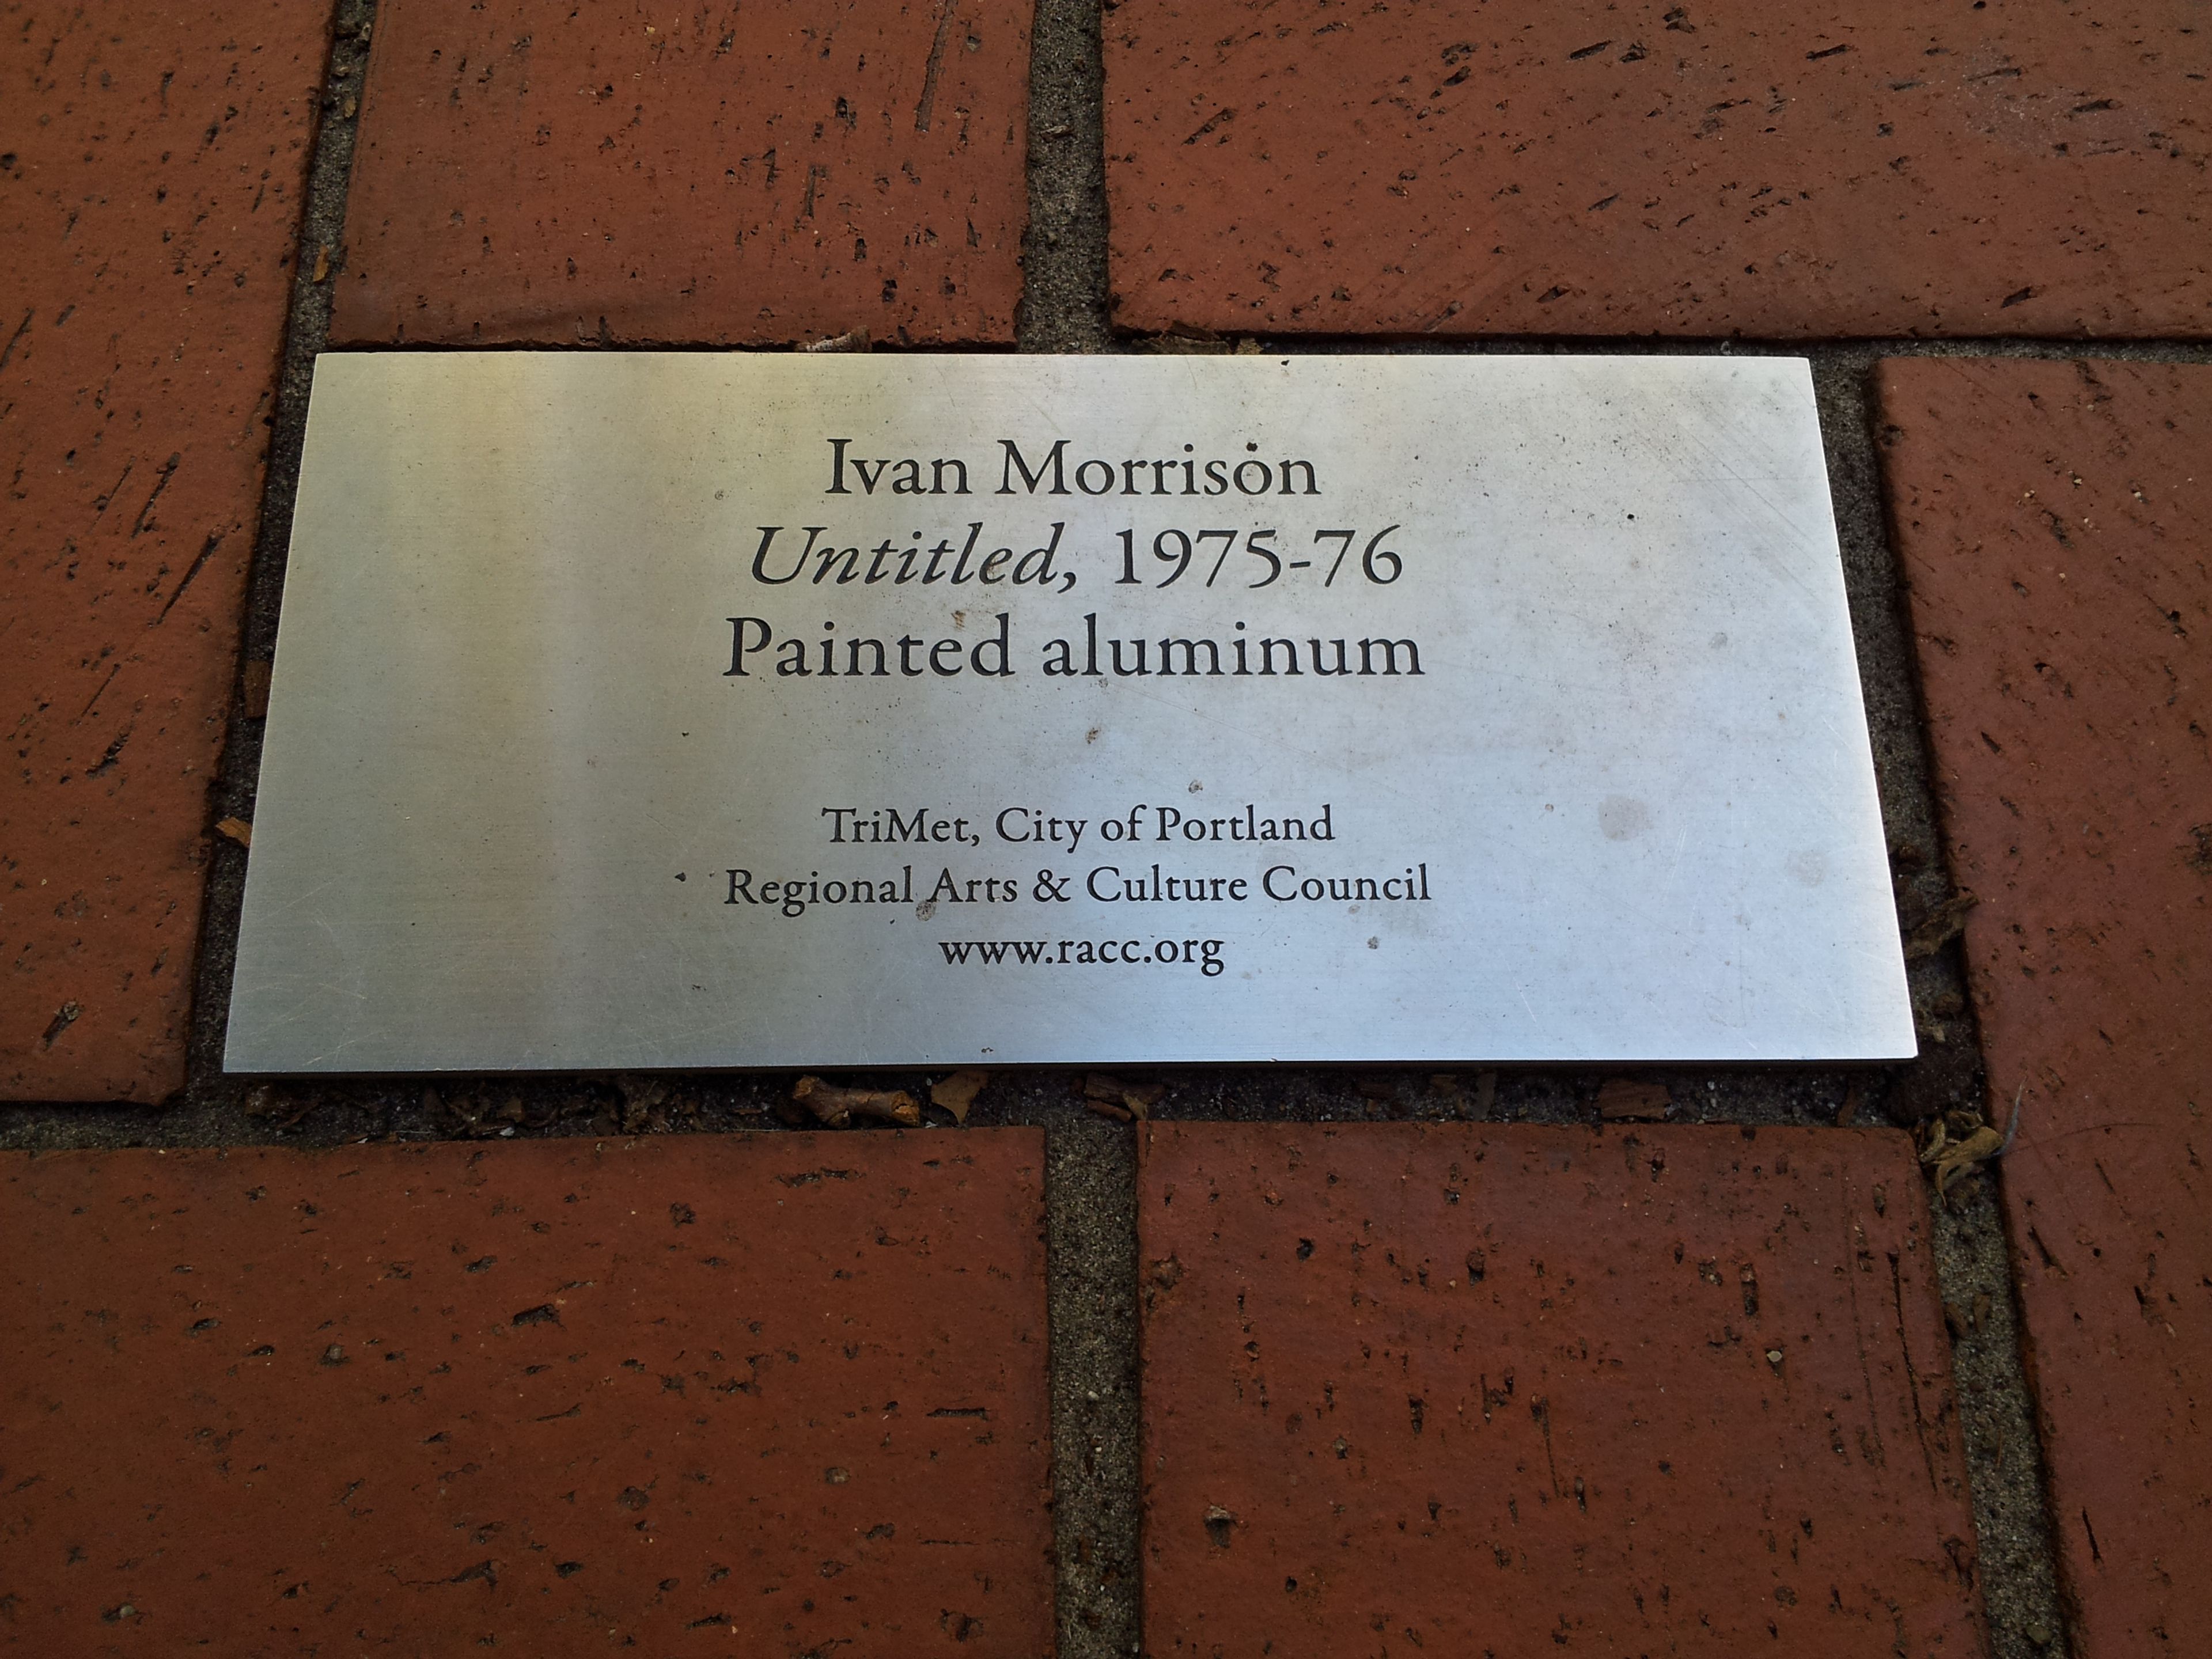 Ivan Morrison
Untitled, 1975-76
Painted aluminum
TriMet, City of Portland
Regional Arts & Culture Council
www.racc.org